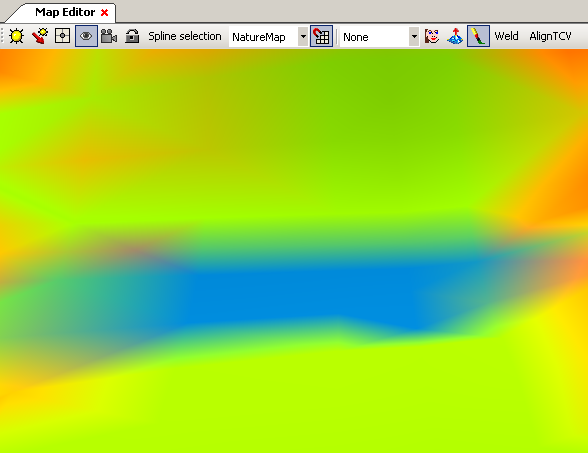 Map Editor
Spline selection NatureMap None Weld AlignTCV